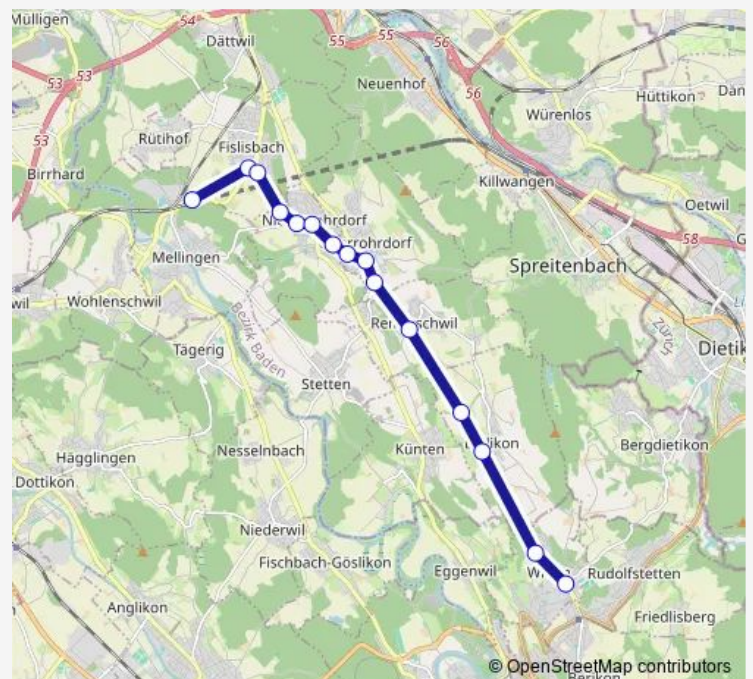 Mülligen
54
55
55
Dättwil
53
53
56
Neuenhof
56
Hüttikon
Würenlos
Rütihof
Fislisbach
Birrhard
Killwangen
Oetwil
58
Mellingen
Spreitenbach
wil
Wohlenschwil
Bezirk Baden
Zürich
Tägerig
Dietik
Stetten
Künten
Bergdietikon
Nesselnbach
Hägglingen
Dottikon
Niederwil
Fischbach-Göslikon
Eggenwil
Rudolfstetten
Anglikon
Friedlisberg
© OpenStreetMap contributors